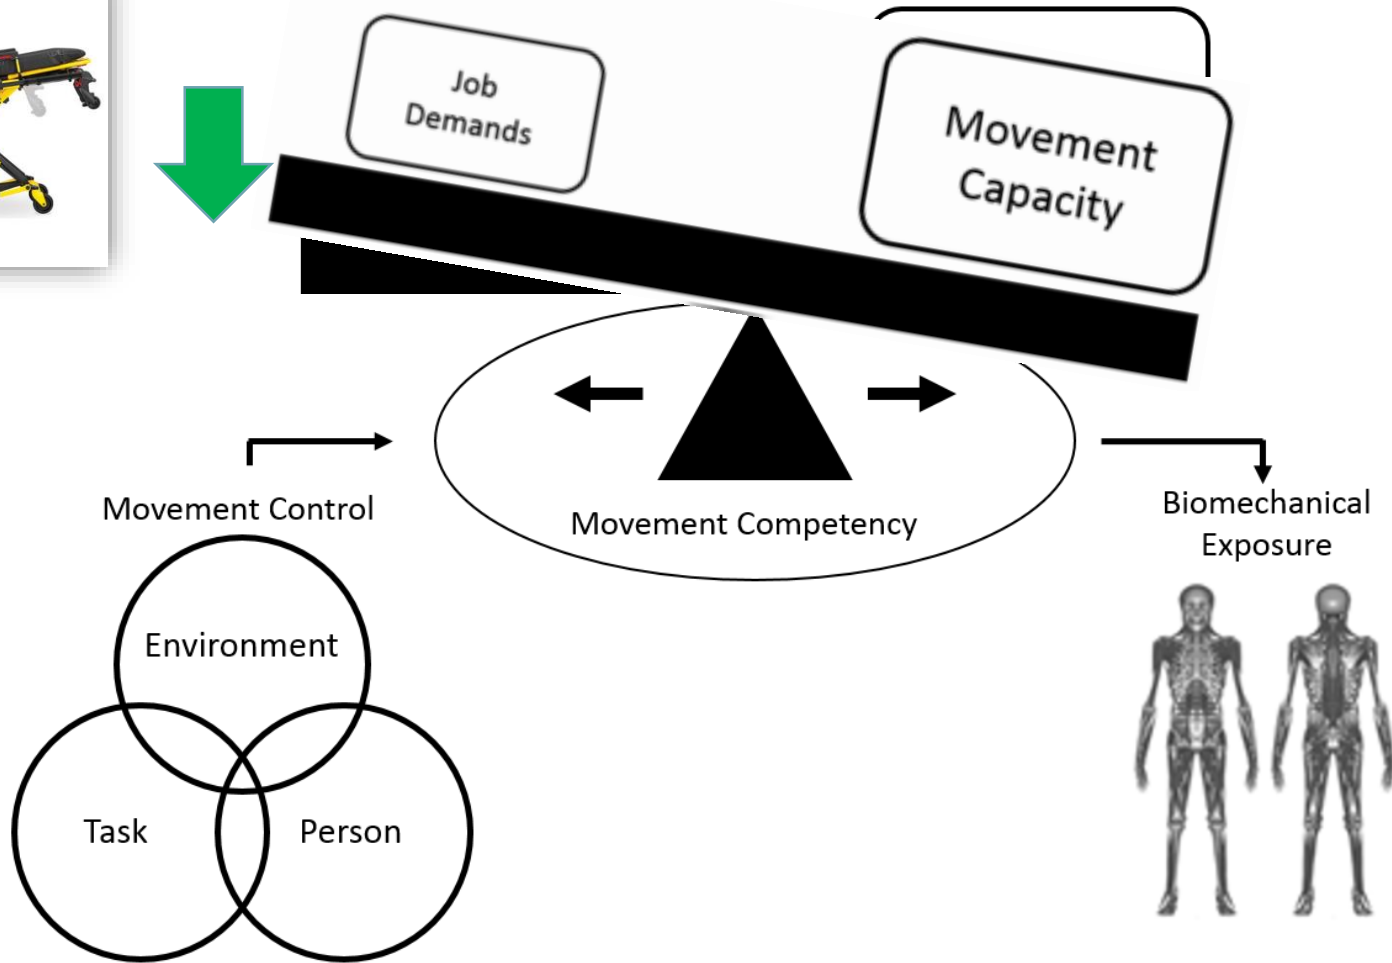 Job
Demands
Movement
Capacity
Movement Control
Movement Competency
Biomechanical
Exposure
Environment
Task
Person